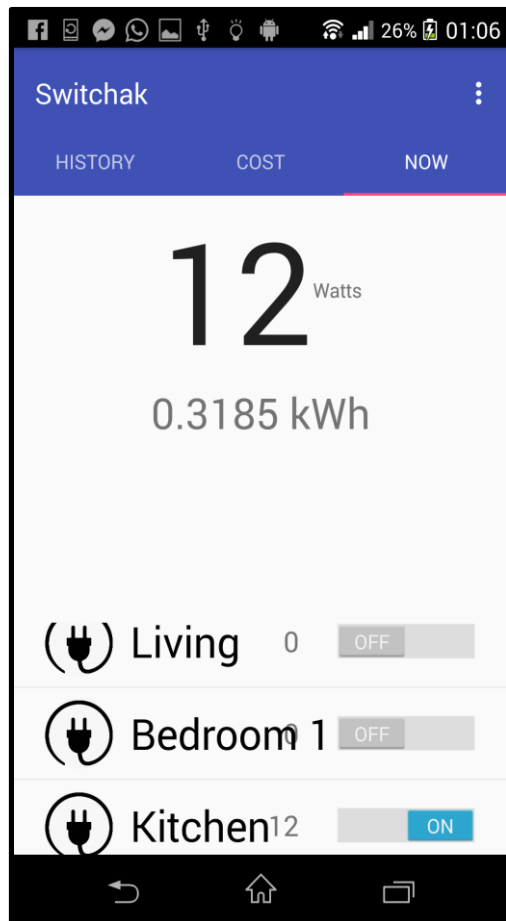 26% 01:06
Switchak
HISTORY COST NOW
12 Watts
0.3185 kWh
Living 0 OFF
Bedroom 1 0 OFF
Kitchen 12 ON